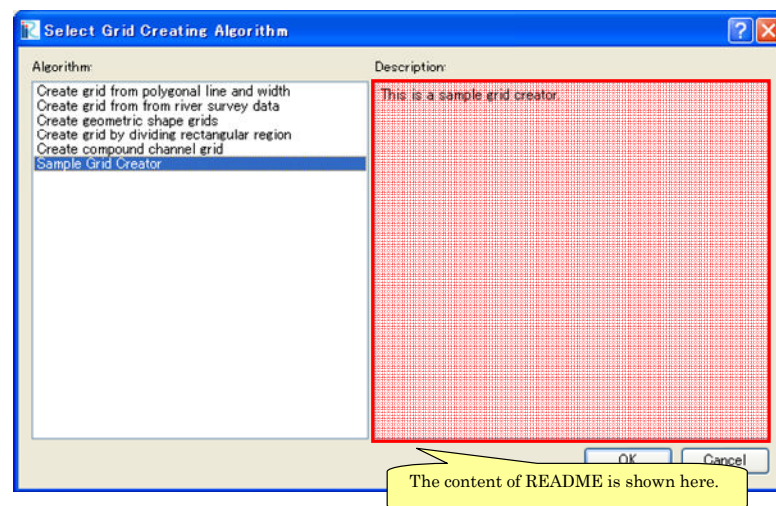 Select Grid Creating Algorithm
Algorithm:
Description:
Create grid from polygonal line and width
Create grid from from river survey data
Create geometric shape grids
Create grid by dividing rectangular region
Create compound channel grid
Sample Grid Creator
This is a sample grid creator.
OK
Cancel
The content of README is shown here.